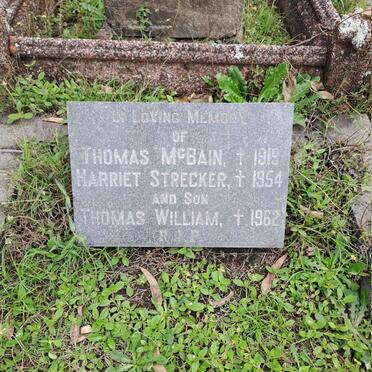 IN LOVING MEMORY
OF
THOMAS MCBAIN, † 1919
HARRIET STRECKER, † 1954
AND SON
THOMAS WILLIAM, † 1962
R.I.P.